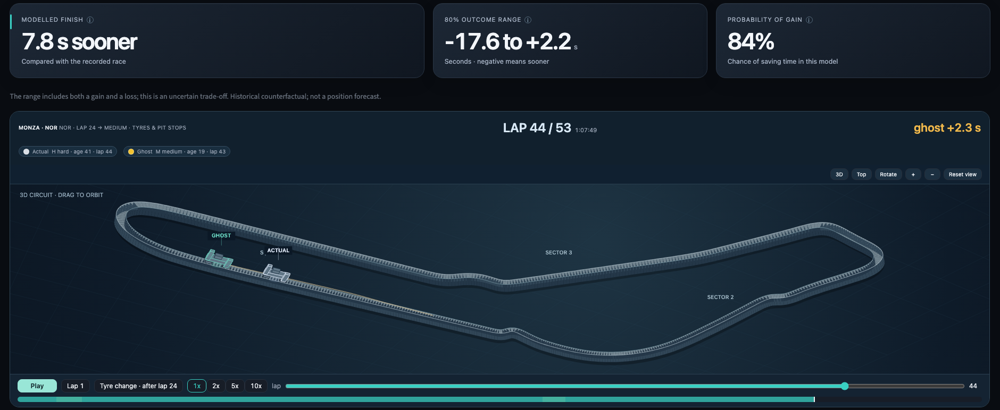 MODELLED FINISH ⓘ
7.8 s sooner
Compared with the recorded race
80% OUTCOME RANGE ⓘ
-17.6 to +2.2 s
Seconds · negative means sooner
PROBABILITY OF GAIN ⓘ
84%
Chance of saving time in this model
The range includes both a gain and a loss; this is an uncertain trade-off. Historical counterfactual; not a position forecast.
MONZA · NOR NOR · LAP 24 → MEDIUM · TYRES & PIT STOPS
LAP 44 / 53 1:07:49
ghost +2.3 s
Actual H hard · age 41 · lap 44
Ghost M medium · age 19 · lap 43
3D
Top
Rotate
+
−
Reset view
3D CIRCUIT · DRAG TO ORBIT
GHOST
ACTUAL
SECTOR 3
SECTOR 2
Play
Lap 1
Tyre change · after lap 24
1x
2x
5x
10x
lap
44